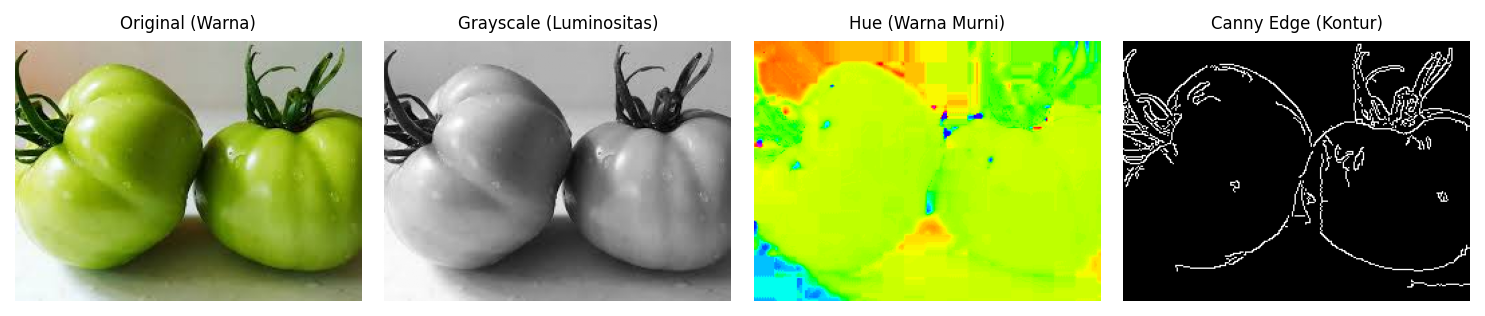 Original (Warna)
Grayscale (Luminositas)
Hue (Warna Murni)
Canny Edge (Kontur)